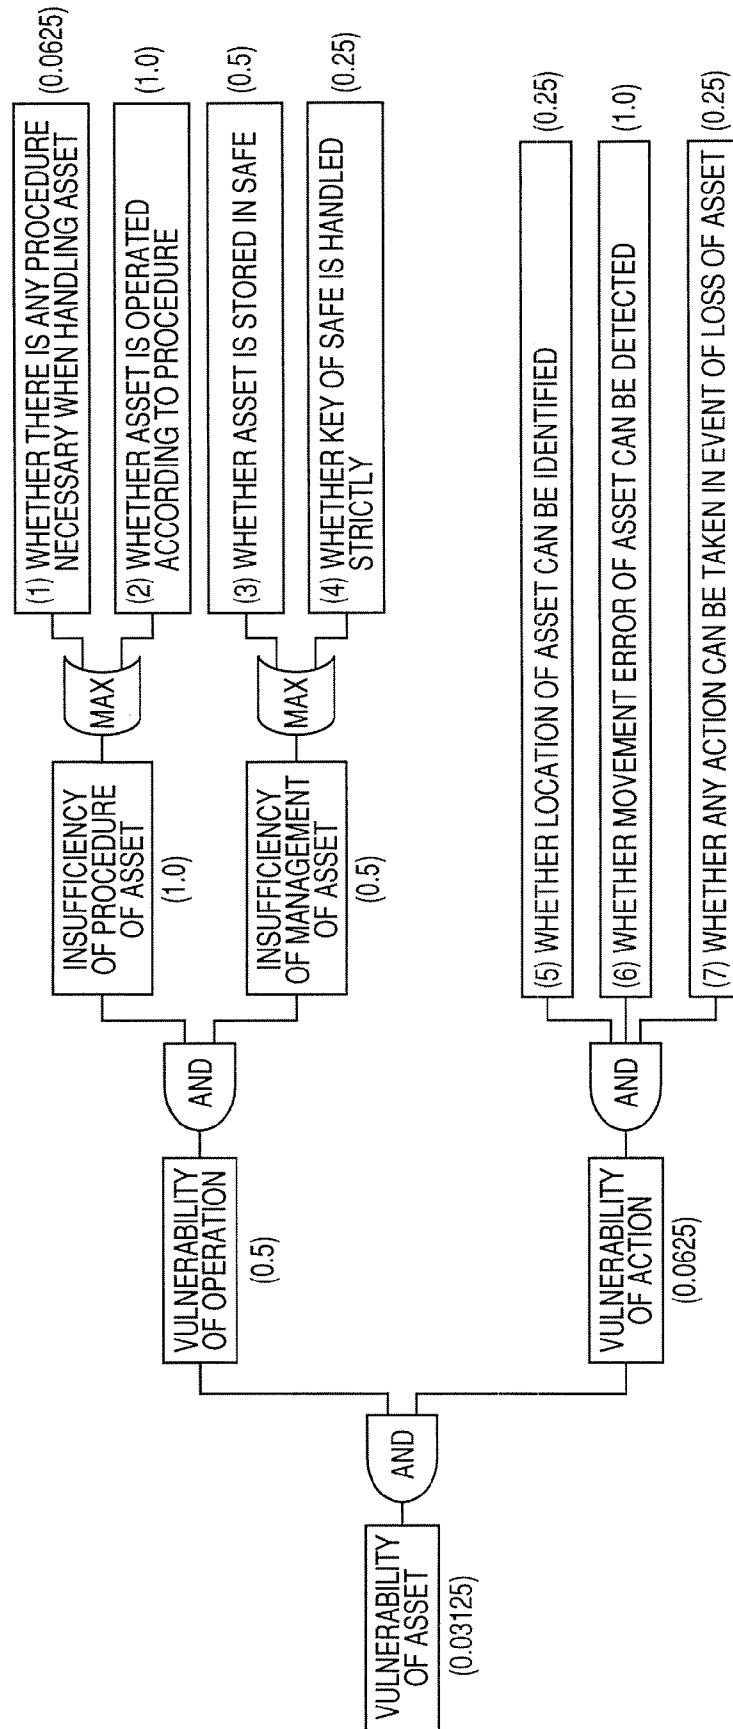 VULNERABILITY
OF ASSET
(0.03125)
AND
VULNERABILITY
OF OPERATION
(0.5)
AND
INSUFFICIENCY
OF PROCEDURE
OF ASSET
(1.0)
MAX
(1) WHETHER THERE IS ANY PROCEDURE
NECESSARY WHEN HANDLING ASSET
(0.0625)
(2) WHETHER ASSET IS OPERATED
ACCORDING TO PROCEDURE
(1.0)
INSUFFICIENCY
OF MANAGEMENT
OF ASSET
(0.5)
MAX
(3) WHETHER ASSET IS STORED IN SAFE
(0.5)
(4) WHETHER KEY OF SAFE IS HANDLED
STRICTLY
(0.25)
VULNERABILITY
OF ACTION
(0.0625)
AND
(5) WHETHER LOCATION OF ASSET CAN BE IDENTIFIED
(0.25)
(6) WHETHER MOVEMENT ERROR OF ASSET CAN BE DETECTED
(1.0)
(7) WHETHER ANY ACTION CAN BE TAKEN IN EVENT OF LOSS OF ASSET
(0.25)